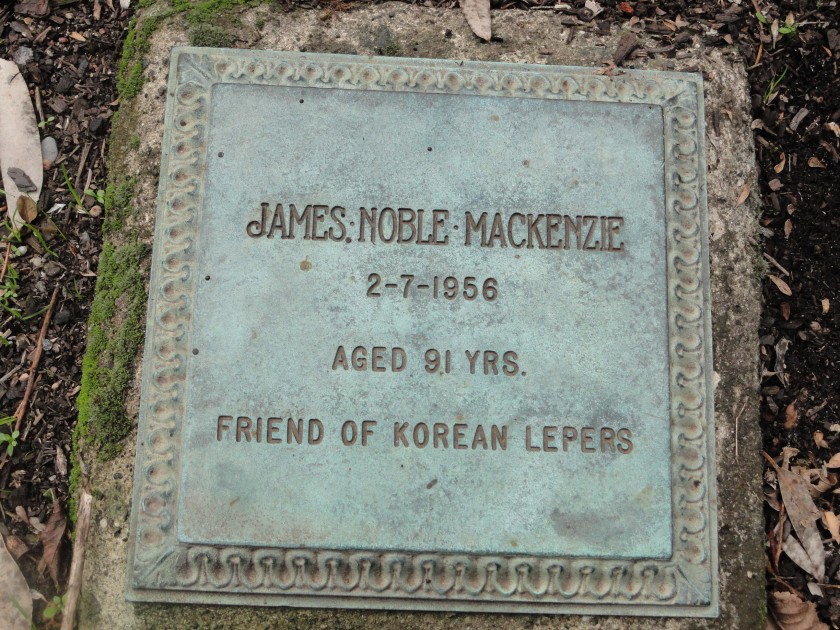 JAMES. NOBLE · MACKENZIE
2-7-1956
AGED 91 YRS.
FRIEND OF KOREAN LEPERS